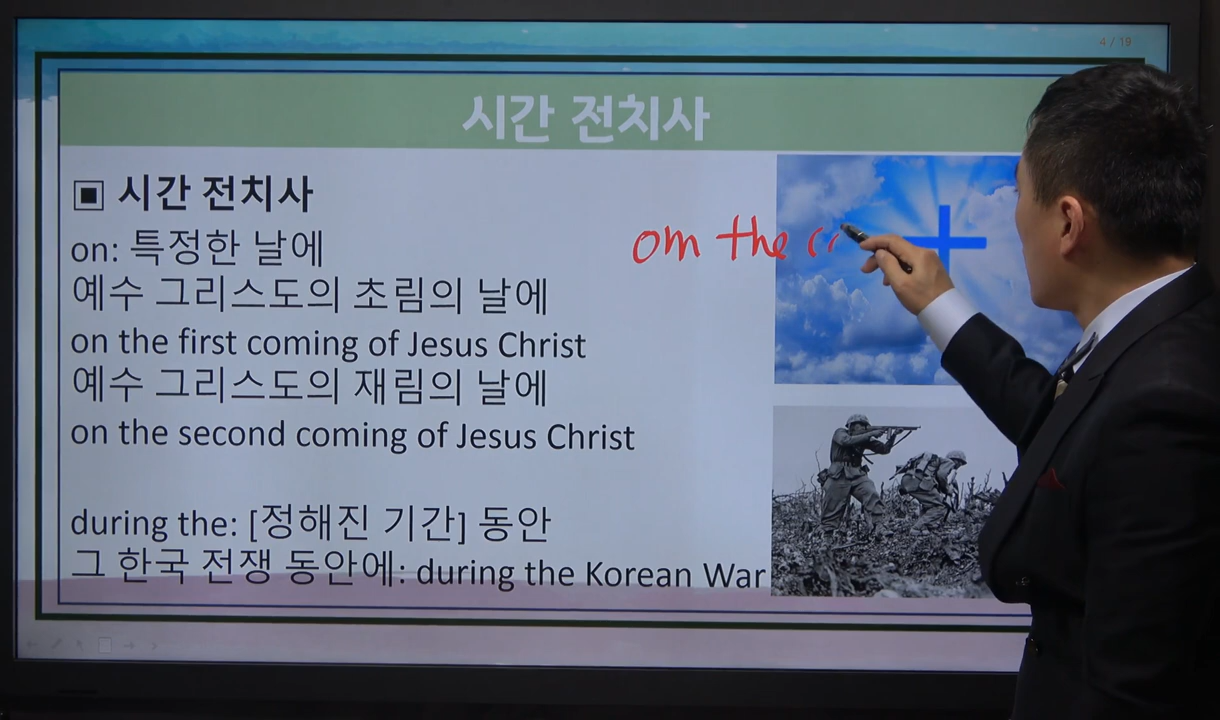 4 / 19
시간 전치사
▣ 시간 전치사
on: 특정한 날에
om the
예수 그리스도의 초림의 날에
on the first coming of Jesus Christ
예수 그리스도의 재림의 날에
on the second coming of Jesus Christ
during the: [정해진 기간] 동안
그 한국 전쟁 동안에: during the Korean War